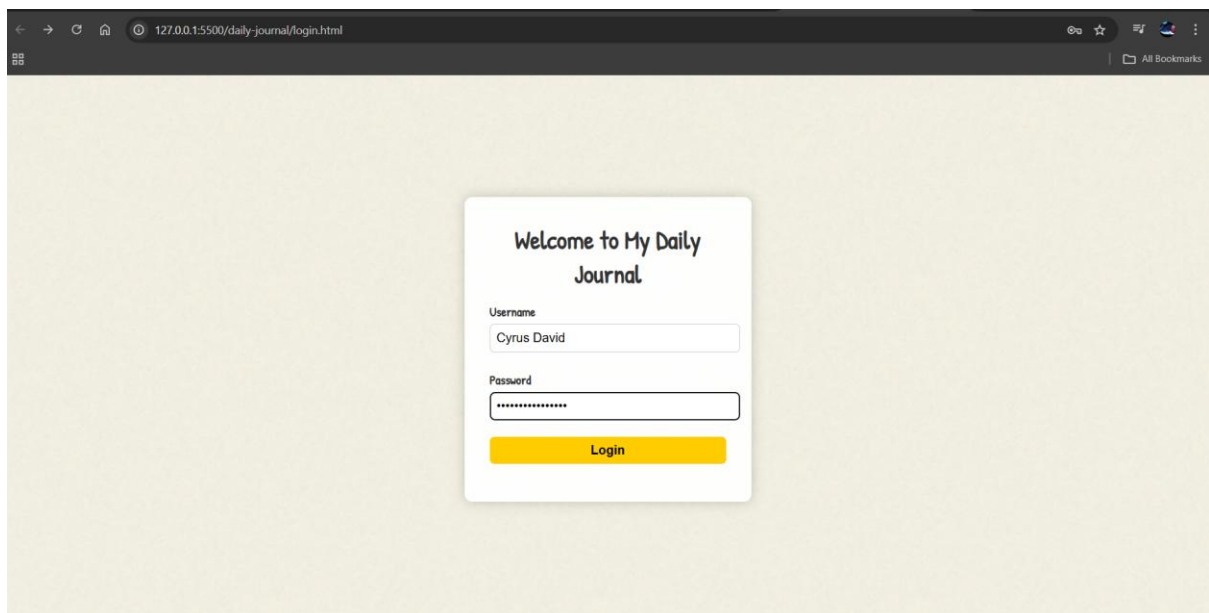 127.0.0.1:5500/daily-journal/login.html
All Bookmarks
Welcome to My Daily
Journal
Username
Cyrus David
Password
••••••••••••••••
Login